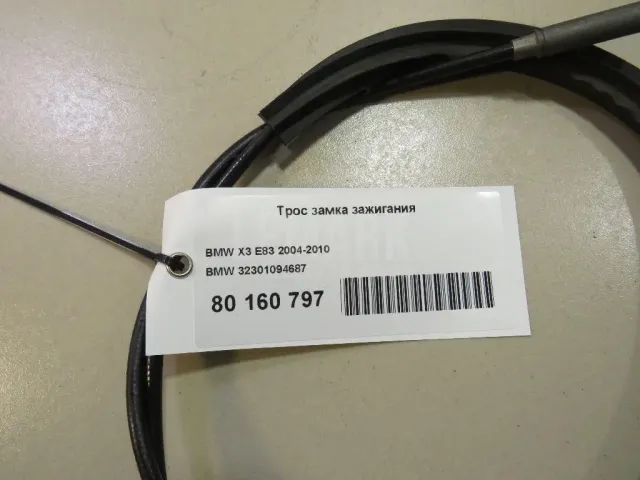 Трос замка зажигания
BMW X3 E83 2004-2010
BMW 32301094687
80 160 797